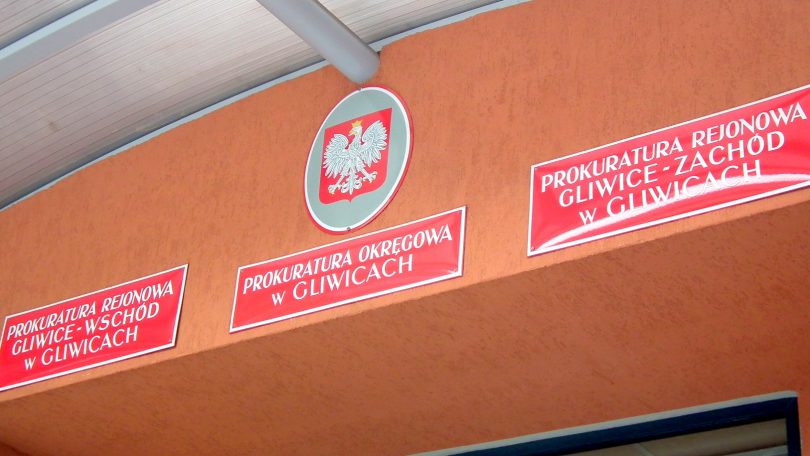 PROKURATURA REJONOWA
GLIWICE-WSCHÓD
w GLIWICACH
PROKURATURA OKRĘGOWA
w GLIWICACH
PROKURATURA REJONOWA
GLIWICE-ZACHÓD
w GLIWICACH